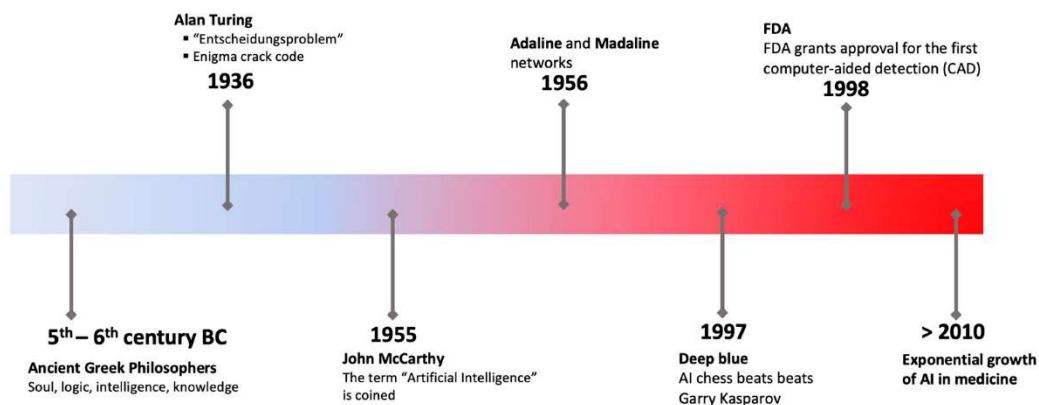 Alan Turing
▪ "Entscheidungsproblem"
▪ Enigma crack code
1936
Adaline and Madaline
networks
1956
FDA
FDA grants approval for the first
computer-aided detection (CAD)
1998
5th – 6th century BC
Ancient Greek Philosophers
Soul, logic, intelligence, knowledge
1955
John McCarthy
The term "Artificial Intelligence"
is coined
1997
Deep blue
AI chess beats beats
Garry Kasparov
> 2010
Exponential growth
of AI in medicine